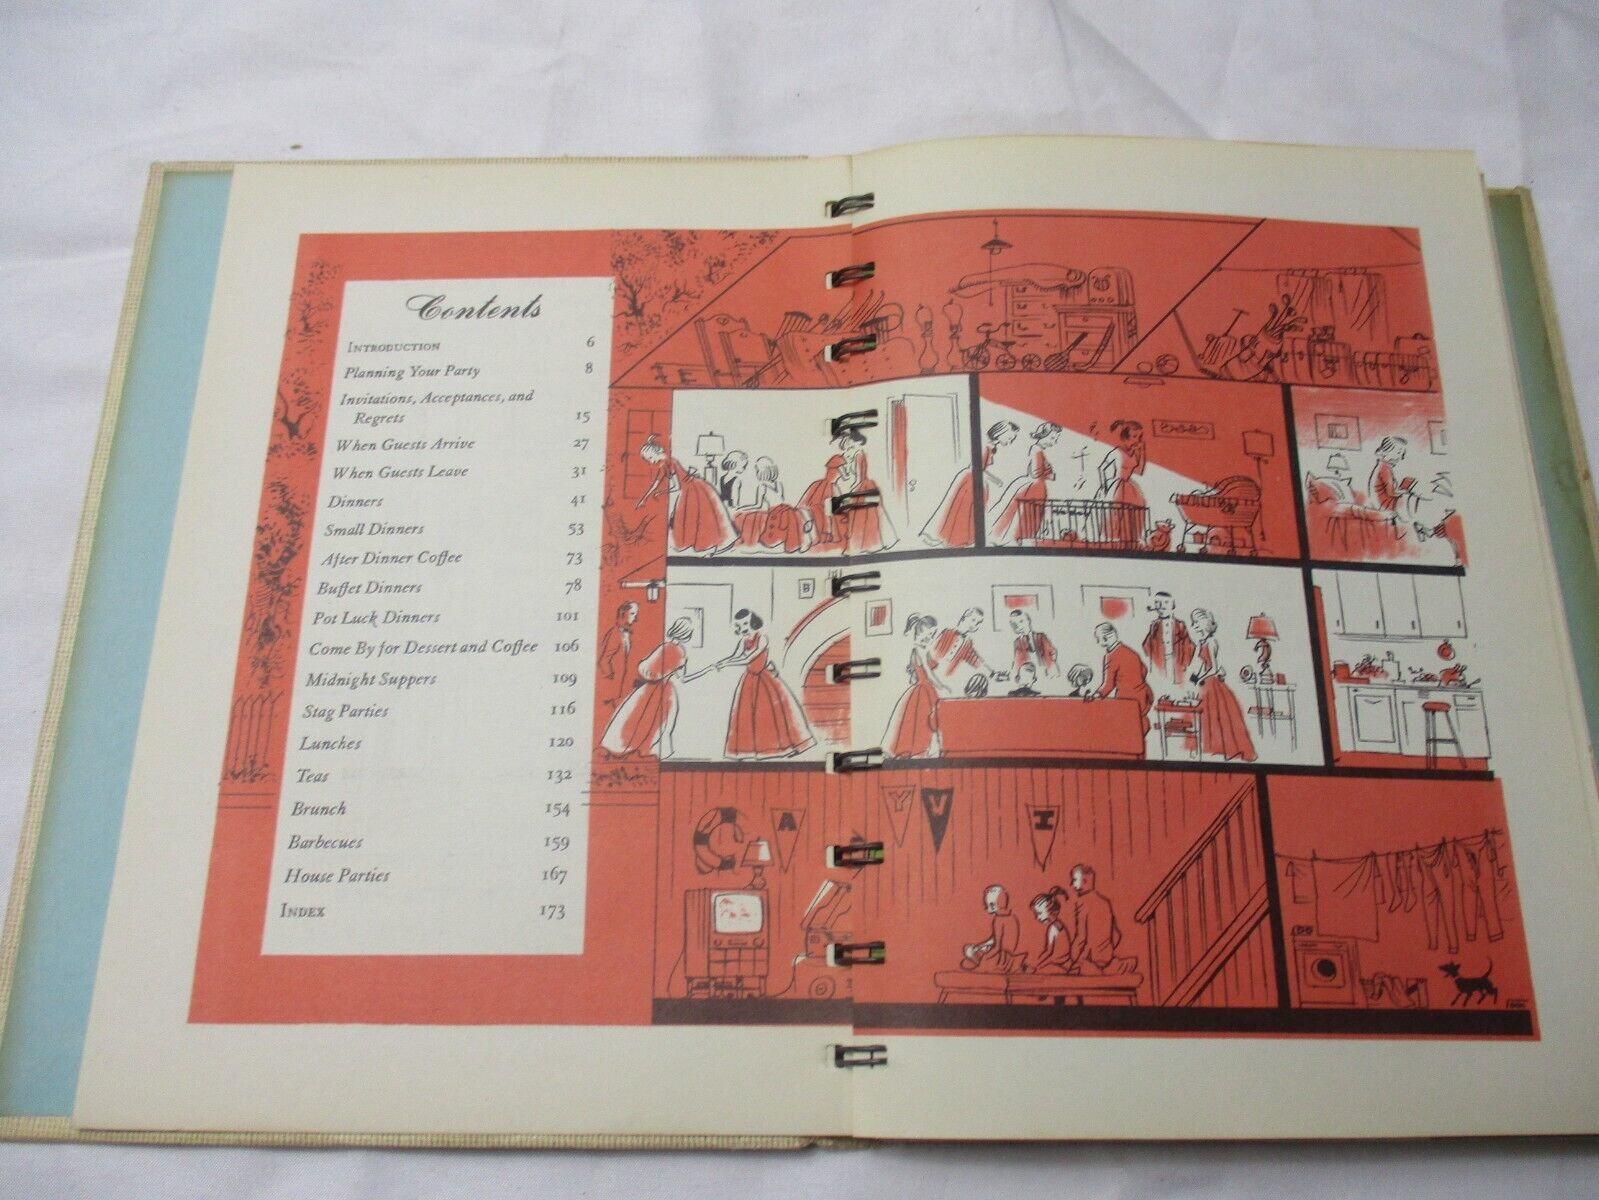 Contents
INTRODUCTION 6
Planning Your Party 8
Invitations, Acceptances, and
Regrets 15
When Guests Arrive 27
When Guests Leave 31
Dinners 41
Small Dinners 53
After Dinner Coffee 73
Buffet Dinners 78
Pot Luck Dinners 101
Come By for Dessert and Coffee 106
Midnight Suppers 109
Stag Parties 116
Lunches 120
Teas 132
Brunch 154
Barbecues 159
House Parties 167
INDEX 173
B
A
Y
V
I
2